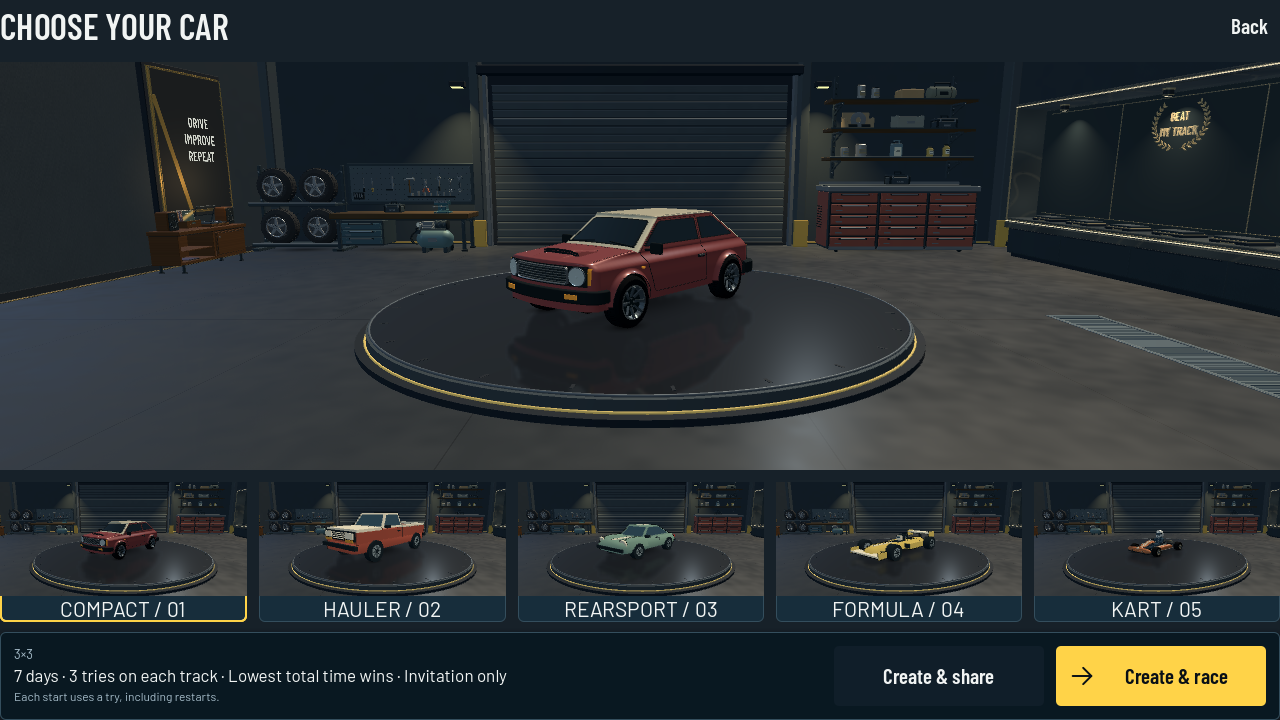 CHOOSE YOUR CAR
Back
DRIVE
IMPROVE
REPEAT
BEAT
MY TRACK
COMPACT / 01
HAULER / 02
REARSPORT / 03
FORMULA / 04
KART / 05
3×3
7 days · 3 tries on each track · Lowest total time wins · Invitation only
Each start uses a try, including restarts.
Create & share
→ Create & race